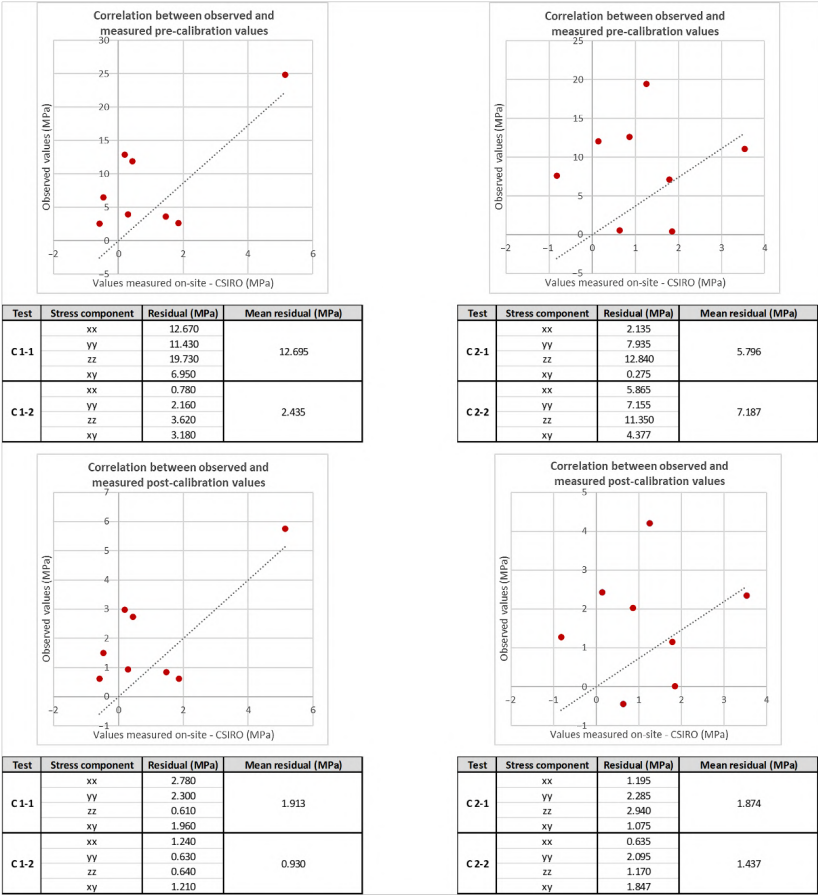 Correlation between observed and
measured pre-calibration values
30
25
20
15
10
5
0
−5
−2
0
2
4
6
Observed values (MPa)
Values measured on-site - CSIRO (MPa)
Correlation between observed and
measured pre-calibration values
25
20
15
10
5
0
−5
−2
−1
0
1
2
3
4
Observed values (MPa)
Values measured on-site - CSIRO (MPa)
Test Stress component Residual (MPa) Mean residual (MPa)
C 1-1 xx 12.670 12.695
yy 11.430
zz 19.730
xy 6.950
C 1-2 xx 0.780 2.435
yy 2.160
zz 3.620
xy 3.180
Test Stress component Residual (MPa) Mean residual (MPa)
C 2-1 xx 2.135 5.796
yy 7.935
zz 12.840
xy 0.275
C 2-2 xx 5.865 7.187
yy 7.155
zz 11.350
xy 4.377
Correlation between observed and
measured post-calibration values
7
6
5
4
3
2
1
0
−1
−2
0
2
4
6
Observed values (MPa)
Values measured on-site - CSIRO (MPa)
Correlation between observed and
measured post-calibration values
5
4
3
2
1
0
−1
−2
−1
0
1
2
3
4
Observed values (MPa)
Values measured on-site - CSIRO (MPa)
Test Stress component Residual (MPa) Mean residual (MPa)
C 1-1 xx 2.780 1.913
yy 2.300
zz 0.610
xy 1.960
C 1-2 xx 1.240 0.930
yy 0.630
zz 0.640
xy 1.210
Test Stress component Residual (MPa) Mean residual (MPa)
C 2-1 xx 1.195 1.874
yy 2.285
zz 2.940
xy 1.075
C 2-2 xx 0.635 1.437
yy 2.095
zz 1.170
xy 1.847